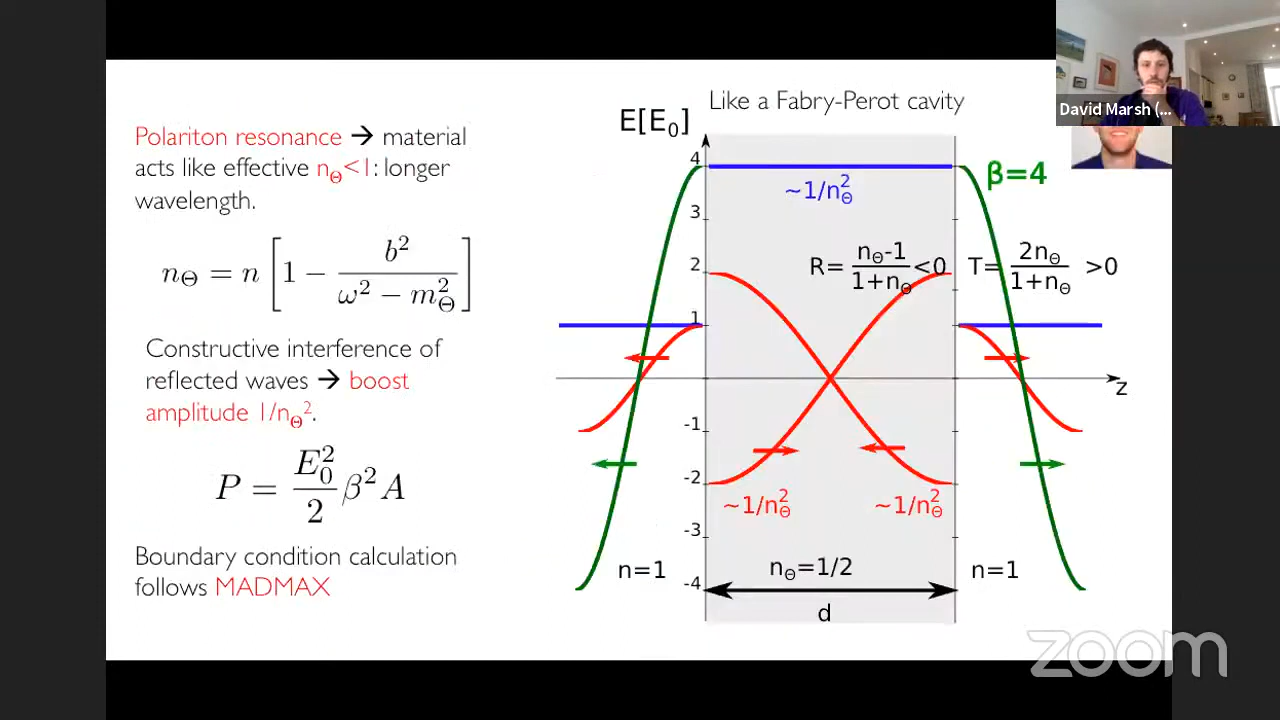 Like a Fabry-Perot cavity
David Marsh (...
Polariton resonance → material
acts like effective n_Θ<1: longer
wavelength.
n_Θ = n [1 − b² / (ω² − m_Θ²)]
Constructive interference of
reflected waves → boost
amplitude 1/n_Θ².
P = E_0² / 2 β² A
Boundary condition calculation
follows MADMAX
E[E_0]
4
3
2
1
-1
-2
-3
-4
~1/n_Θ²
β=4
R= (n_Θ-1)/(1+n_Θ) <0
T= 2n_Θ/(1+n_Θ) >0
z
~1/n_Θ²
~1/n_Θ²
n=1
n_Θ=1/2
n=1
d
zoom